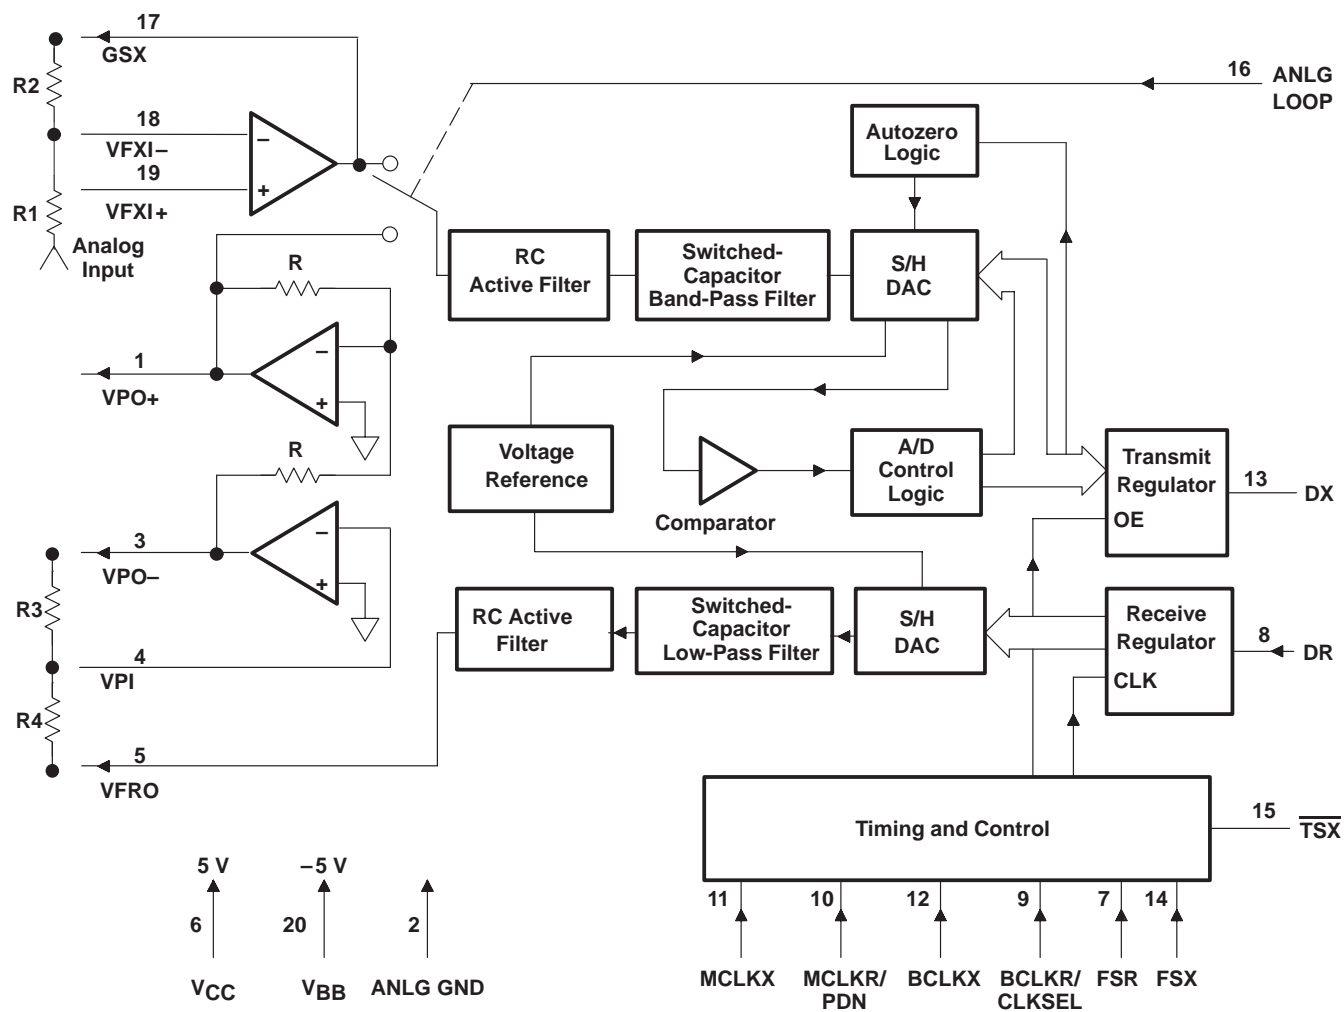 17
GSX
R2
18
VFXI–
19
VFXI+
R1
Analog
Input
–
+
16
ANLG
LOOP
Autozero
Logic
RC
Active Filter
Switched-
Capacitor
Band-Pass Filter
S/H
DAC
R
1
VPO+
–
+
R
Voltage
Reference
Comparator
A/D
Control
Logic
Transmit
Regulator
OE
13
DX
3
VPO–
–
+
R3
4
VPI
R4
5
VFRO
RC Active
Filter
Switched-
Capacitor
Low-Pass Filter
S/H
DAC
Receive
Regulator
CLK
8
DR
Timing and Control
15
TSX
5 V
6
VCC
–5 V
20
VBB
2
ANLG GND
11
MCLKX
10
MCLKR/
PDN
12
BCLKX
9
BCLKR/
CLKSEL
7
FSR
14
FSX